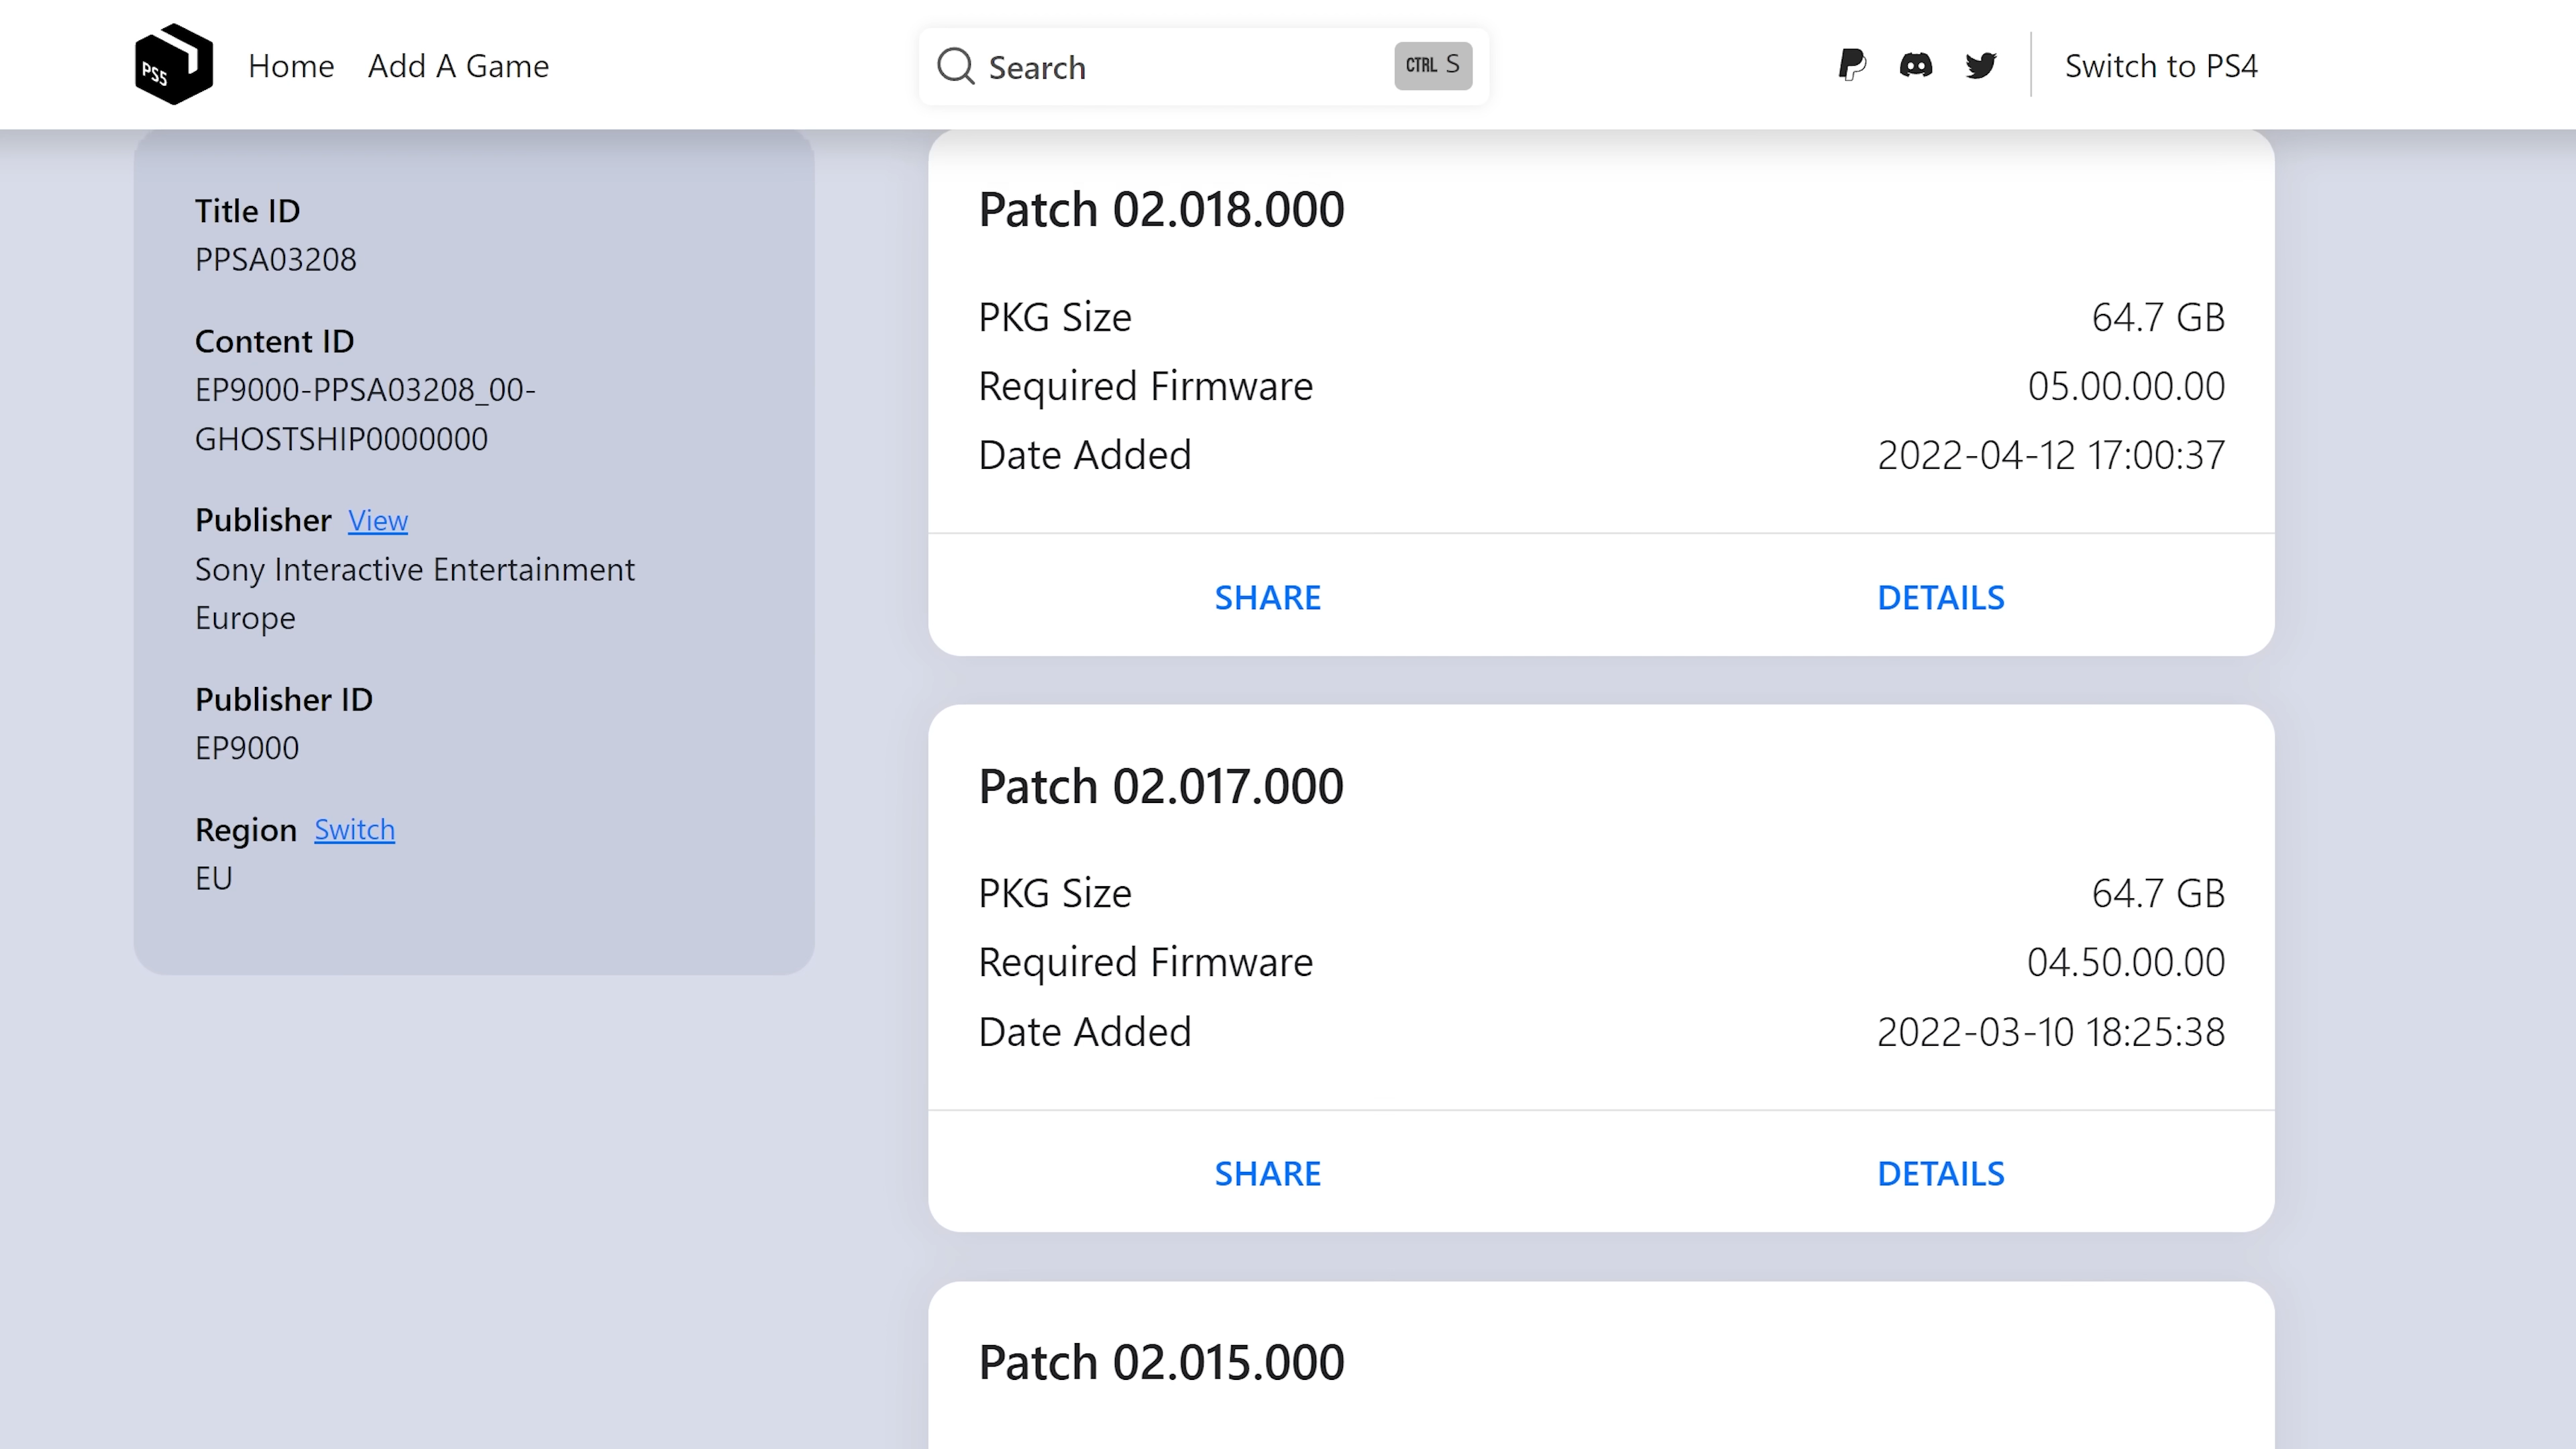 PS5
Home
Add A Game
Search
CTRL S
Switch to PS4
Title ID
PPSA03208
Content ID
EP9000-PPSA03208_00-
GHOSTSHIP0000000
Publisher View
Sony Interactive Entertainment
Europe
Publisher ID
EP9000
Region Switch
EU
Patch 02.018.000
PKG Size 64.7 GB
Required Firmware 05.00.00.00
Date Added 2022-04-12 17:00:37
SHARE DETAILS
Patch 02.017.000
PKG Size 64.7 GB
Required Firmware 04.50.00.00
Date Added 2022-03-10 18:25:38
SHARE DETAILS
Patch 02.015.000